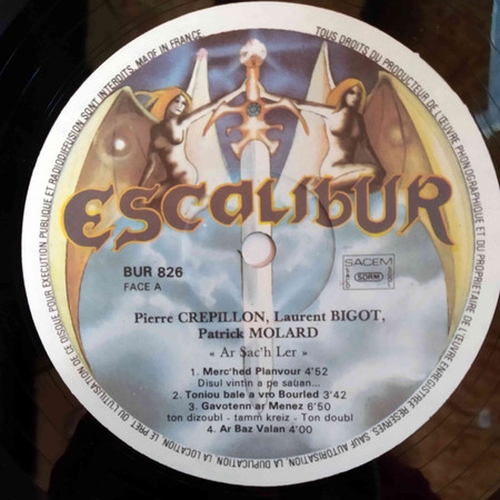 MADE IN FRANCE
TOUS DROITS DU PRODUCTEUR DE L'ŒUVRE PHONOGRAPHIQUE ET DU PROPRIETAIRE DE L'ŒUVRE ENREGISTREE RESERVES. SAUF AUTORISATION, LA DUPLICATION, LA LOCATION, LE PRET OU L'UTILISATION DE CE DISQUE POUR EXECUTION PUBLIQUE ET RADIODIFFUSION SONT INTERDITS.
ESCALIBUR
BUR 826
FACE A
SACEM
SDRM
Pierre CREPILLON, Laurent BIGOT,
Patrick MOLARD
« Ar Sac'h Ler »
1. Merc'hed Planvour 4'52
Disul vintin a pe saüan...
2. Toniou bale a vro Bourled 3'42
3. Gavotenn ar Menez 6'50
ton dizoubl - tamm kreiz - Ton doubl
4. Ar Baz Valan 4'00